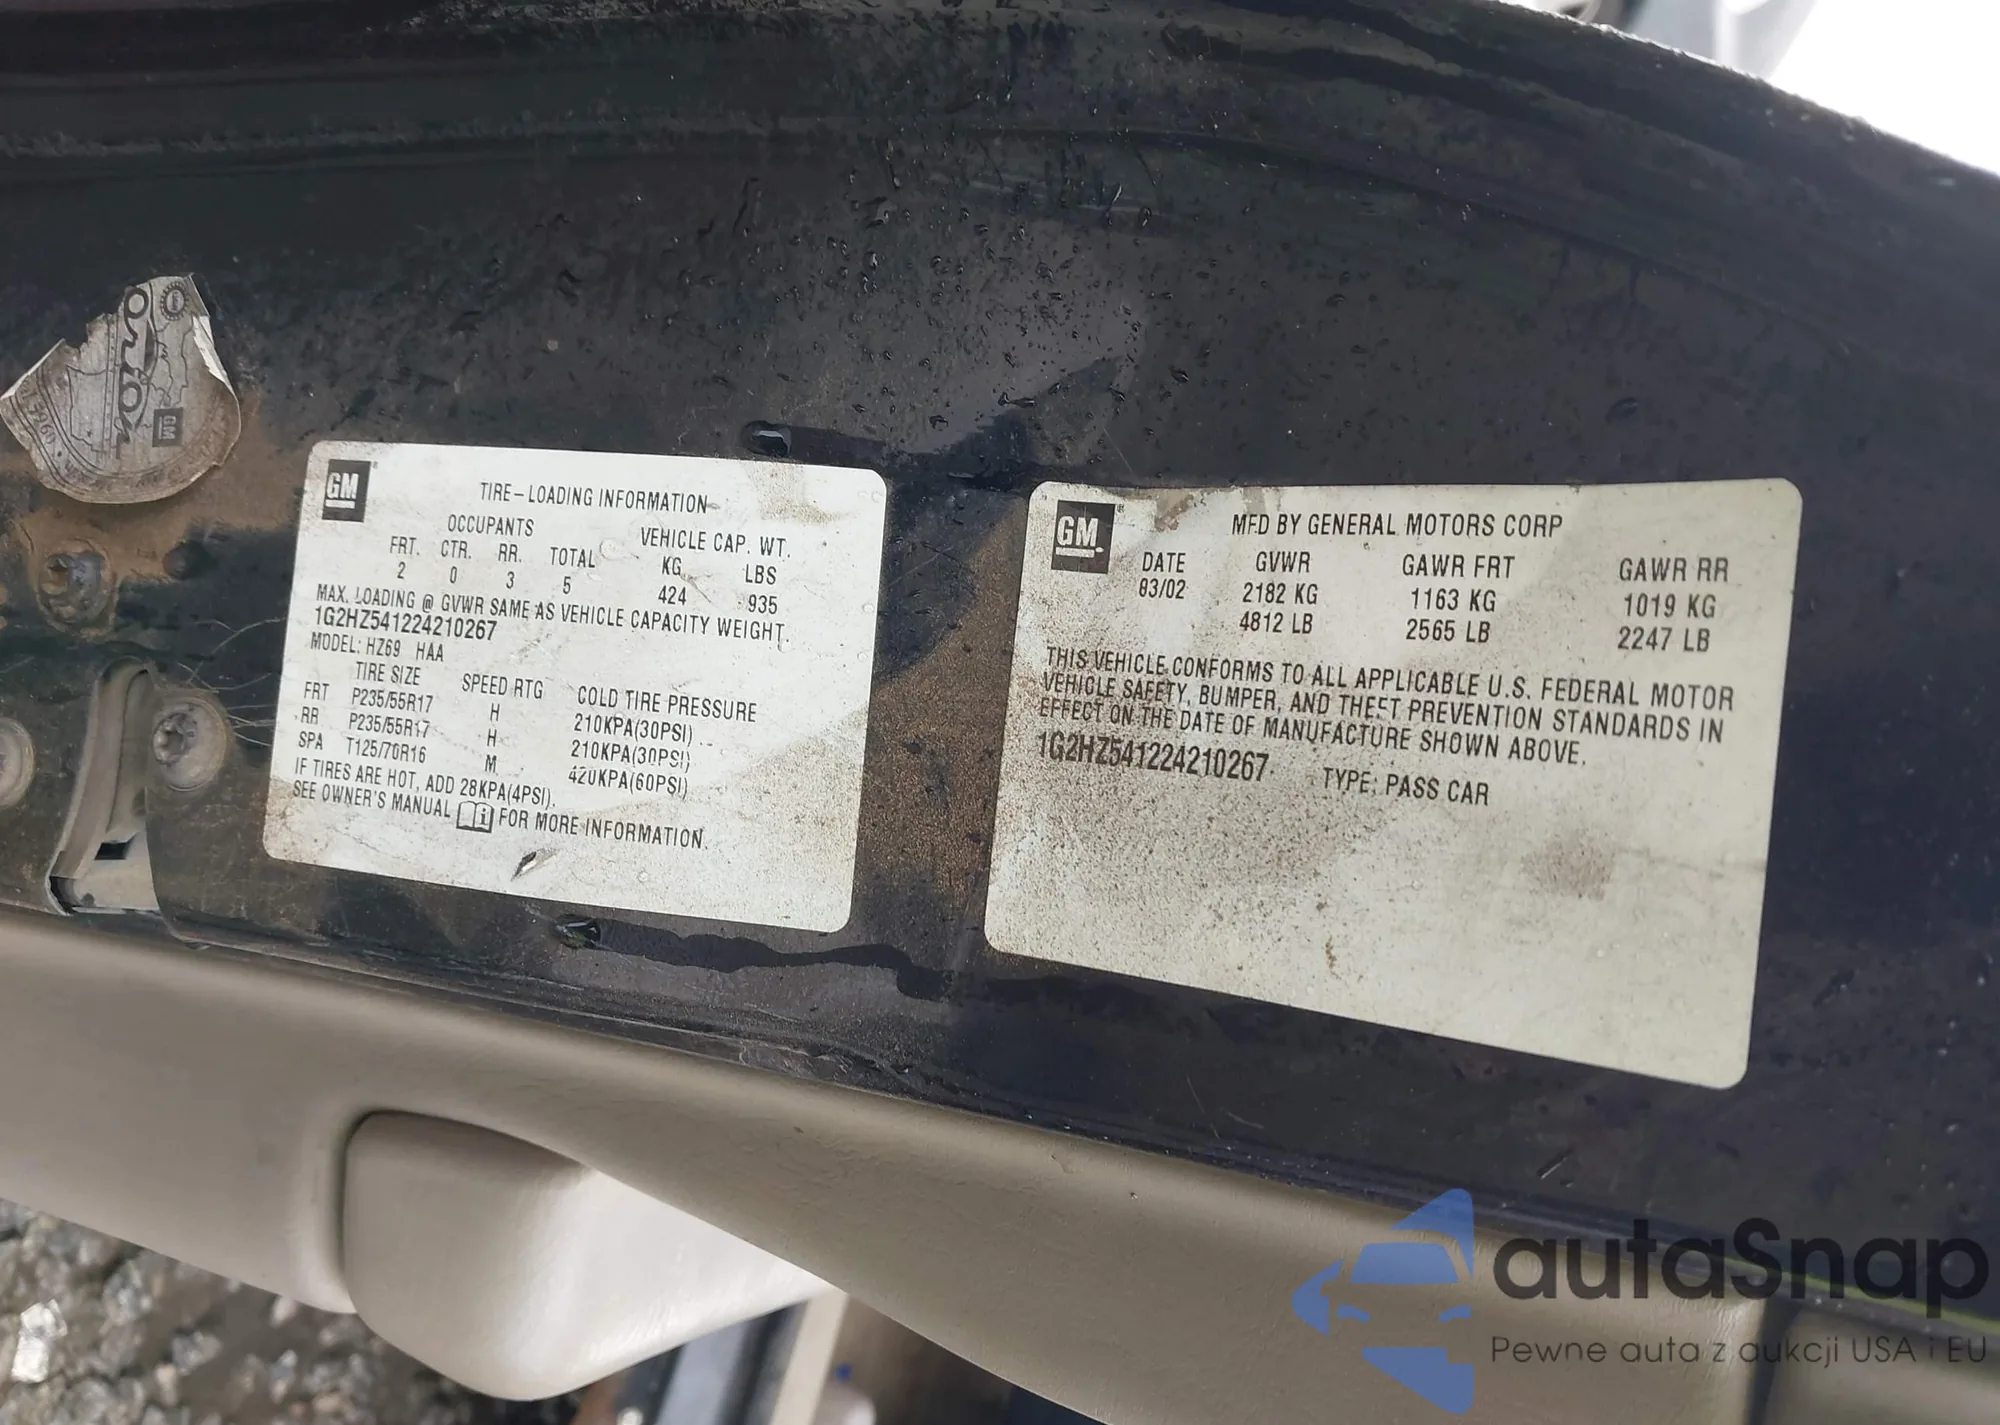 orion
GM
GM
TIRE-LOADING INFORMATION
OCCUPANTS VEHICLE CAP. WT.
FRT. CTR. RR. TOTAL KG LBS
2 0 3 5 424 935
MAX. LOADING @ GVWR SAME AS VEHICLE CAPACITY WEIGHT.
1G2HZ541224210267
MODEL: HZ69 HAA
TIRE SIZE SPEED RTG COLD TIRE PRESSURE
FRT P235/55R17 H 210KPA(30PSI)
RR P235/55R17 H 210KPA(30PSI)
SPA T125/70R16 M 420KPA(60PSI)
IF TIRES ARE HOT, ADD 28KPA(4PSI).
SEE OWNER'S MANUAL i FOR MORE INFORMATION.
GM
MFD BY GENERAL MOTORS CORP
DATE GVWR GAWR FRT GAWR RR
03/02 2182 KG 1163 KG 1019 KG
4812 LB 2565 LB 2247 LB
THIS VEHICLE CONFORMS TO ALL APPLICABLE U.S. FEDERAL MOTOR
VEHICLE SAFETY, BUMPER, AND THEFT PREVENTION STANDARDS IN
EFFECT ON THE DATE OF MANUFACTURE SHOWN ABOVE.
1G2HZ541224210267 TYPE: PASS CAR
autaSnap
Pewne auta z aukcji USA i EU